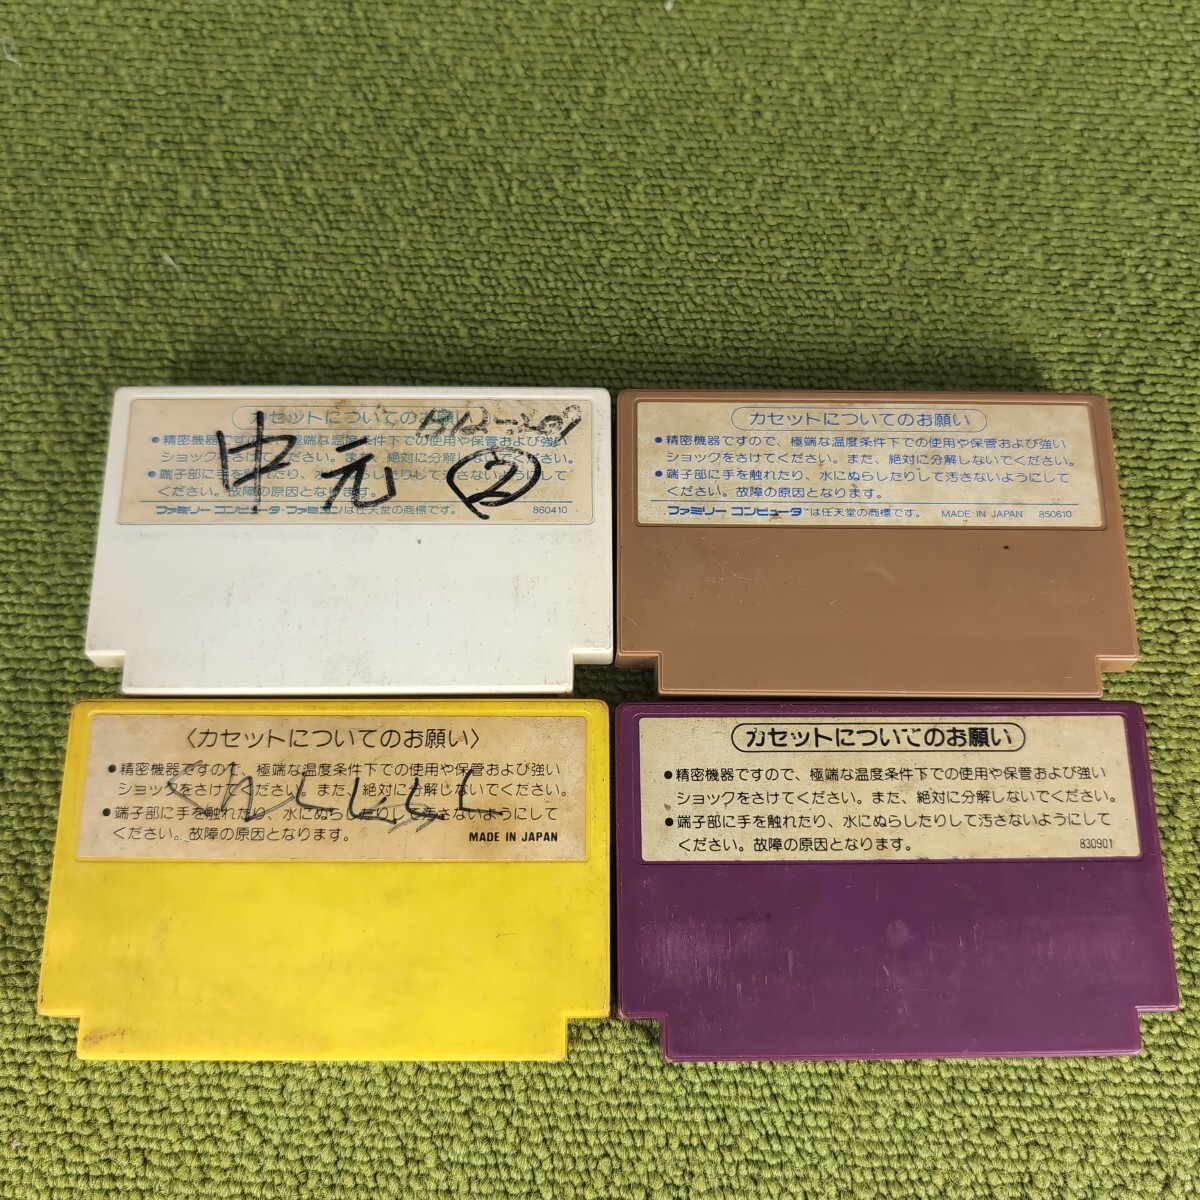 カセットについてのお願い
●精密機器ですので、極端な温度条件下での使用や保管および強い
ショックをさけてください。また、絶対に分解しないでください。
●端子部に手を触れたり、水にぬらしたりして汚さないようにして
ください。故障の原因となります。
ファミリー コンピュータ・ファミコンは任天堂の商標です。 860410
中元 ②
カセットについてのお願い
●精密機器ですので、極端な温度条件下での使用や保管および強い
ショックをさけてください。また、絶対に分解しないでください。
●端子部に手を触れたり、水にぬらしたりして汚さないようにして
ください。故障の原因となります。
ファミリー コンピュータ™は任天堂の商標です。 MADE IN JAPAN 850610
〈カセットについてのお願い〉
●精密機器ですので、極端な温度条件下での使用や保管および強い
ショックをさけてください。また、絶対に分解しないでください。
●端子部に手を触れたり、水にぬらしたりして汚さないようにして
ください。故障の原因となります。 MADE IN JAPAN
カセットについてのお願い
●精密機器ですので、極端な温度条件下での使用や保管および強い
ショックをさけてください。また、絶対に分解しないでください。
●端子部に手を触れたり、水にぬらしたりして汚さないようにして
ください。故障の原因となります。 830901